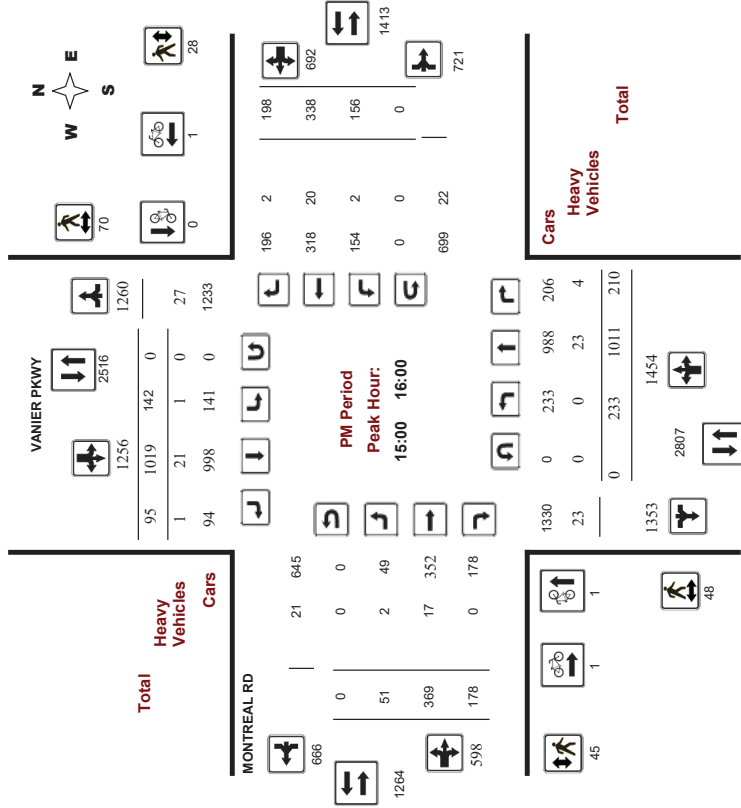 VANIER PKWY
N
W E
S
70
28
0
1
1256
2516
1260
95 1019 142 0
1 21 1 0 27
94 998 141 0 1233
Total
Heavy
Vehicles
Cars
MONTREAL RD
666
21 645
0 0 0
51 2 49
369 17 352
178 0 178
1264
598
PM Period
Peak Hour:
15:00 16:00
692
1413
721
196 2 198
318 20 338
154 2 156
0 0 0
699 22
Cars
Heavy
Vehicles
Total
1330 0 233 988 206
23 0 0 23 4
0 233 1011 210
1353
2807
1454
45
1
1
48